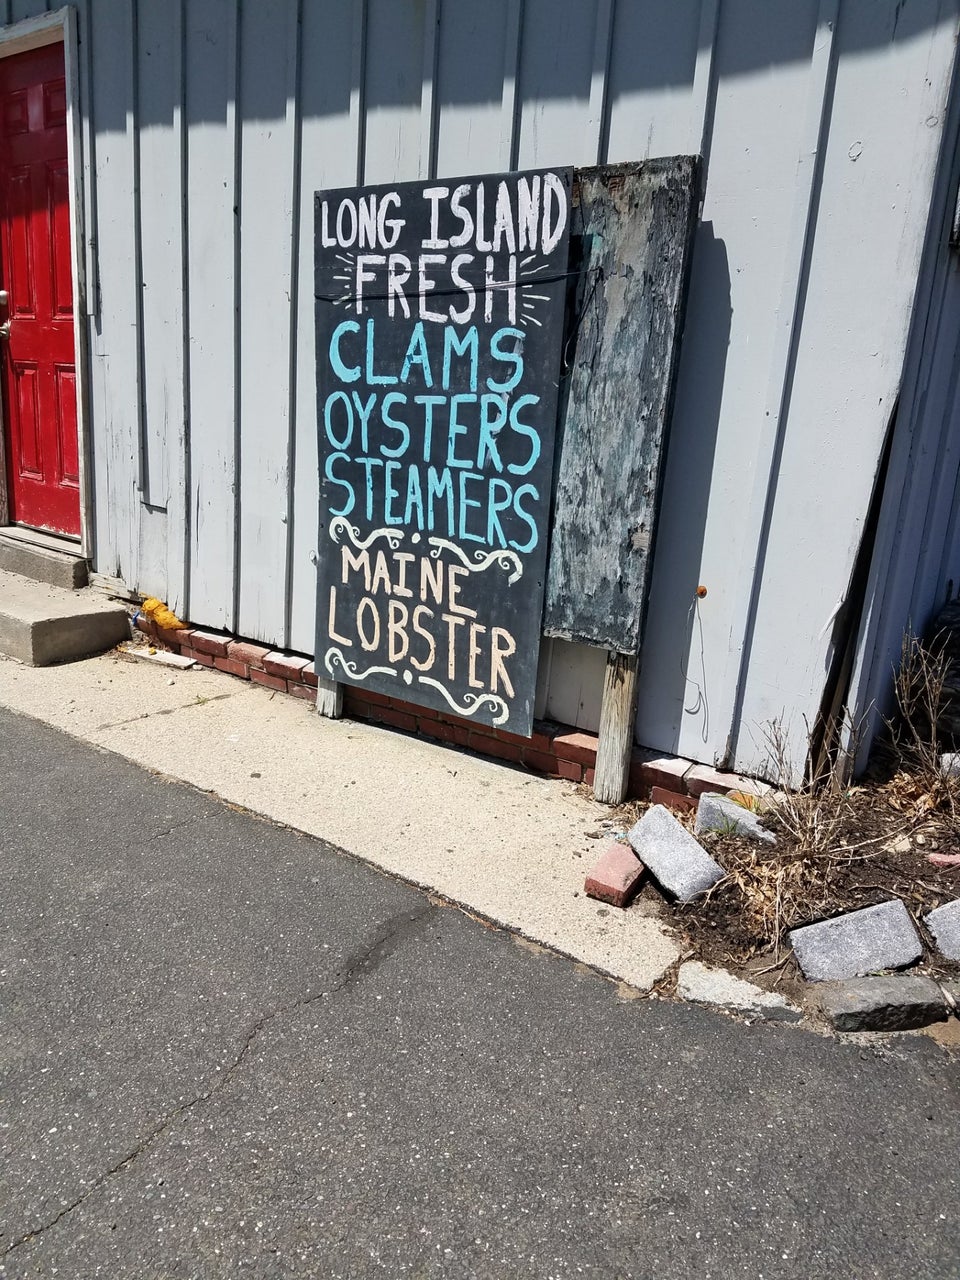 LONG ISLAND
FRESH
CLAMS
OYSTERS
STEAMERS
MAINE
LOBSTER